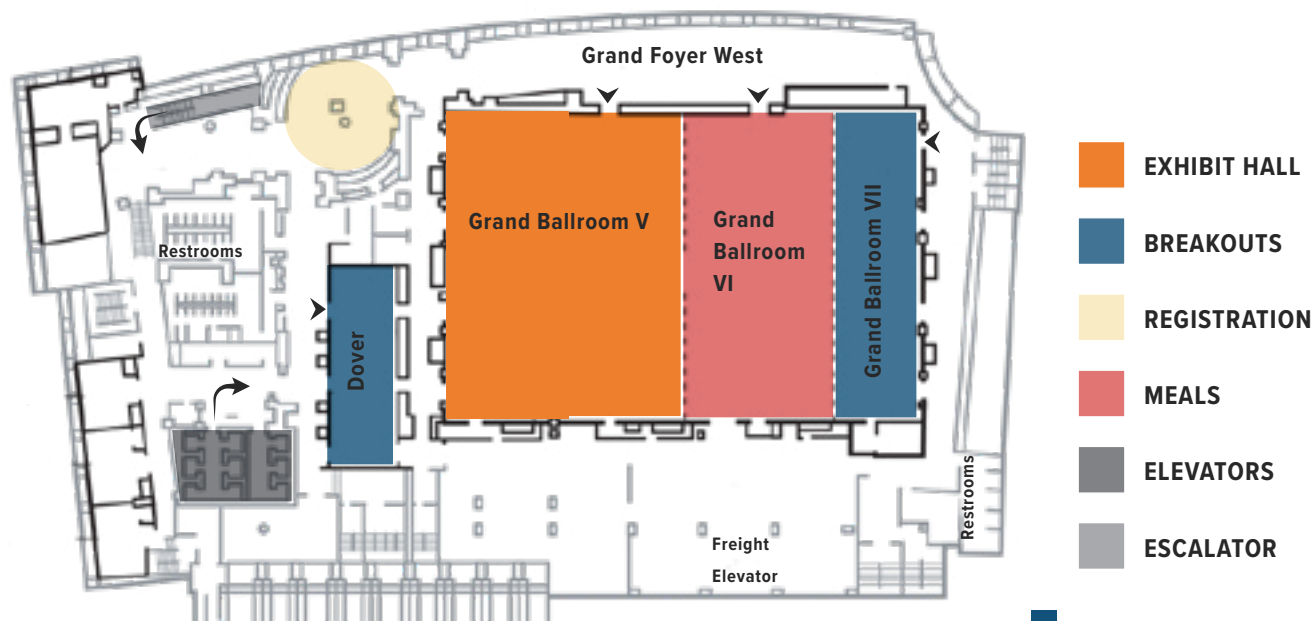 Grand Foyer West
Grand Ballroom V
Grand
Ballroom
VI
Grand Ballroom VII
Restrooms
Dover
Freight
Elevator
Restrooms
EXHIBIT HALL
BREAKOUTS
REGISTRATION
MEALS
ELEVATORS
ESCALATOR